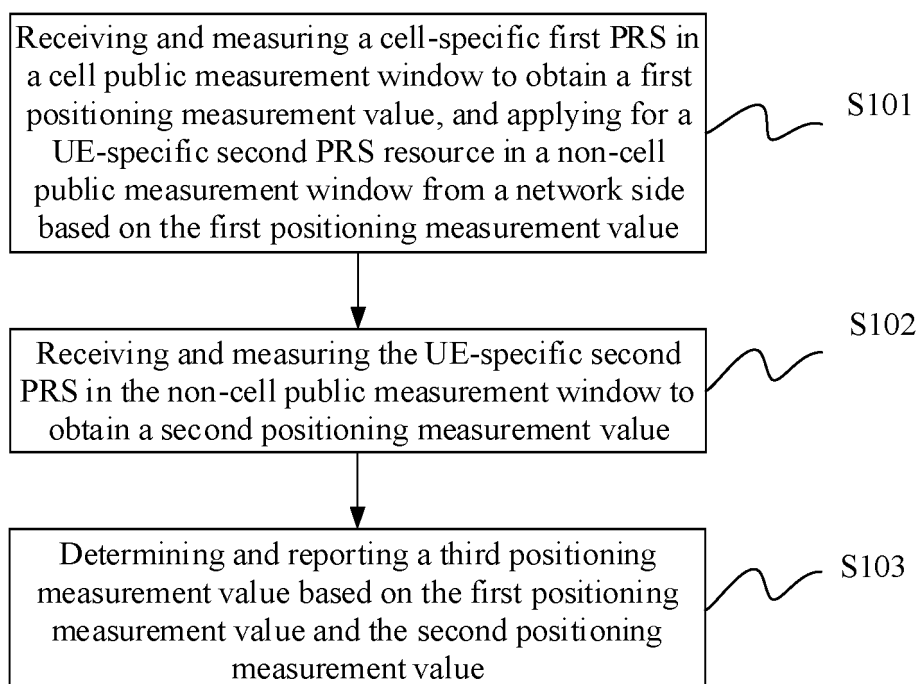 Receiving and measuring a cell-specific first PRS in
a cell public measurement window to obtain a first
positioning measurement value, and applying for a
UE-specific second PRS resource in a non-cell
public measurement window from a network side
based on the first positioning measurement value
S101
Receiving and measuring the UE-specific second
PRS in the non-cell public measurement window to
obtain a second positioning measurement value
S102
Determining and reporting a third positioning
measurement value based on the first positioning
measurement value and the second positioning
measurement value
S103